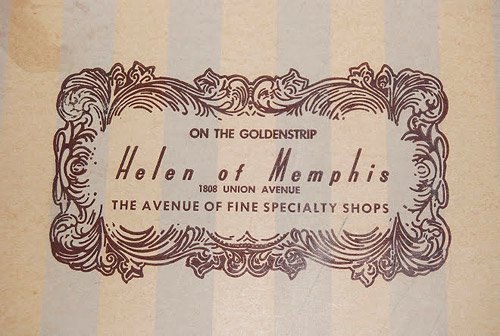 ON THE GOLDENSTRIP
Helen of Memphis
1808 UNION AVENUE
THE AVENUE OF FINE SPECIALTY SHOPS